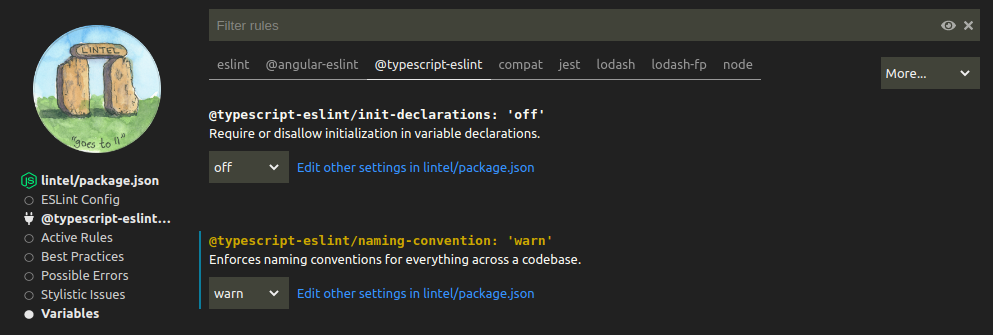 Filter rules
LINTEL
"goes to 11"
eslint @angular-eslint @typescript-eslint compat jest lodash lodash-fp node
More...
@typescript-eslint/init-declarations: 'off'
Require or disallow initialization in variable declarations.
off Edit other settings in lintel/package.json
lintel/package.json
ESLint Config
@typescript-eslint...
Active Rules
Best Practices
Possible Errors
Stylistic Issues
Variables
@typescript-eslint/naming-convention: 'warn'
Enforces naming conventions for everything across a codebase.
warn Edit other settings in lintel/package.json